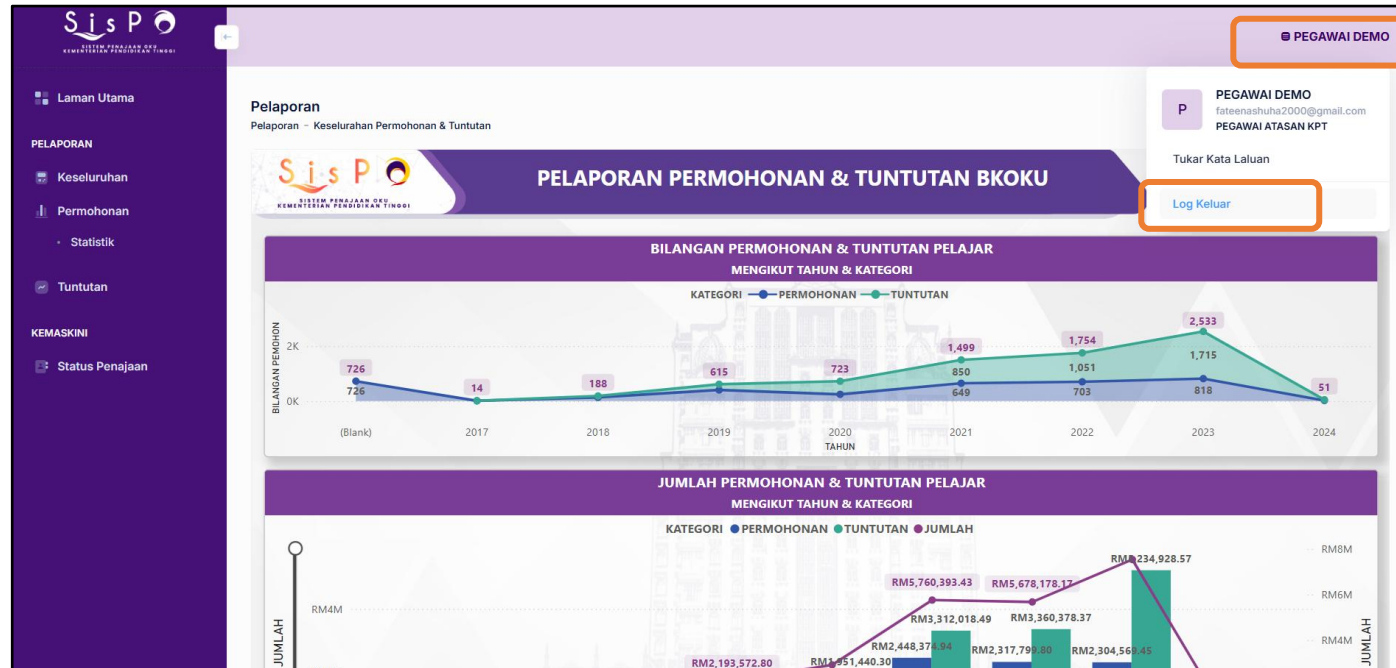 SisPO
SISTEM PENAJAAN OKU
KEMENTERIAN PENDIDIKAN TINGGI
PEGAWAI DEMO
Laman Utama
PELAPORAN
Keseluruhan
Permohonan
Statistik
Tuntutan
KEMASKINI
Status Penajaan
Pelaporan
Pelaporan - Keselurahan Permohonan & Tuntutan
P
PEGAWAI DEMO
fateenashuha2000@gmail.com
PEGAWAI ATASAN KPT
Tukar Kata Laluan
Log Keluar
SisPO
SISTEM PENAJAAN OKU
KEMENTERIAN PENDIDIKAN TINGGI
PELAPORAN PERMOHONAN & TUNTUTAN BKOKU
BILANGAN PERMOHONAN & TUNTUTAN PELAJAR
MENGIKUT TAHUN & KATEGORI
KATEGORI PERMOHONAN TUNTUTAN
BILANGAN PEMOHON
2K
0K
726
726
14
188
615
723
1,499
850
649
1,754
1,051
703
2,533
1,715
818
51
(Blank) 2017 2018 2019 2020 2021 2022 2023 2024
TAHUN
JUMLAH PERMOHONAN & TUNTUTAN PELAJAR
MENGIKUT TAHUN & KATEGORI
KATEGORI PERMOHONAN TUNTUTAN JUMLAH
JUMLAH
RM4M
RM8M
RM6M
RM4M
JUMLAH
RM5,760,393.43
RM5,678,178.17
RM3,312,018.49
RM3,360,378.37
RM2,448,374.94
RM2,317,799.80
RM2,304,569.45
RM2,193,572.80